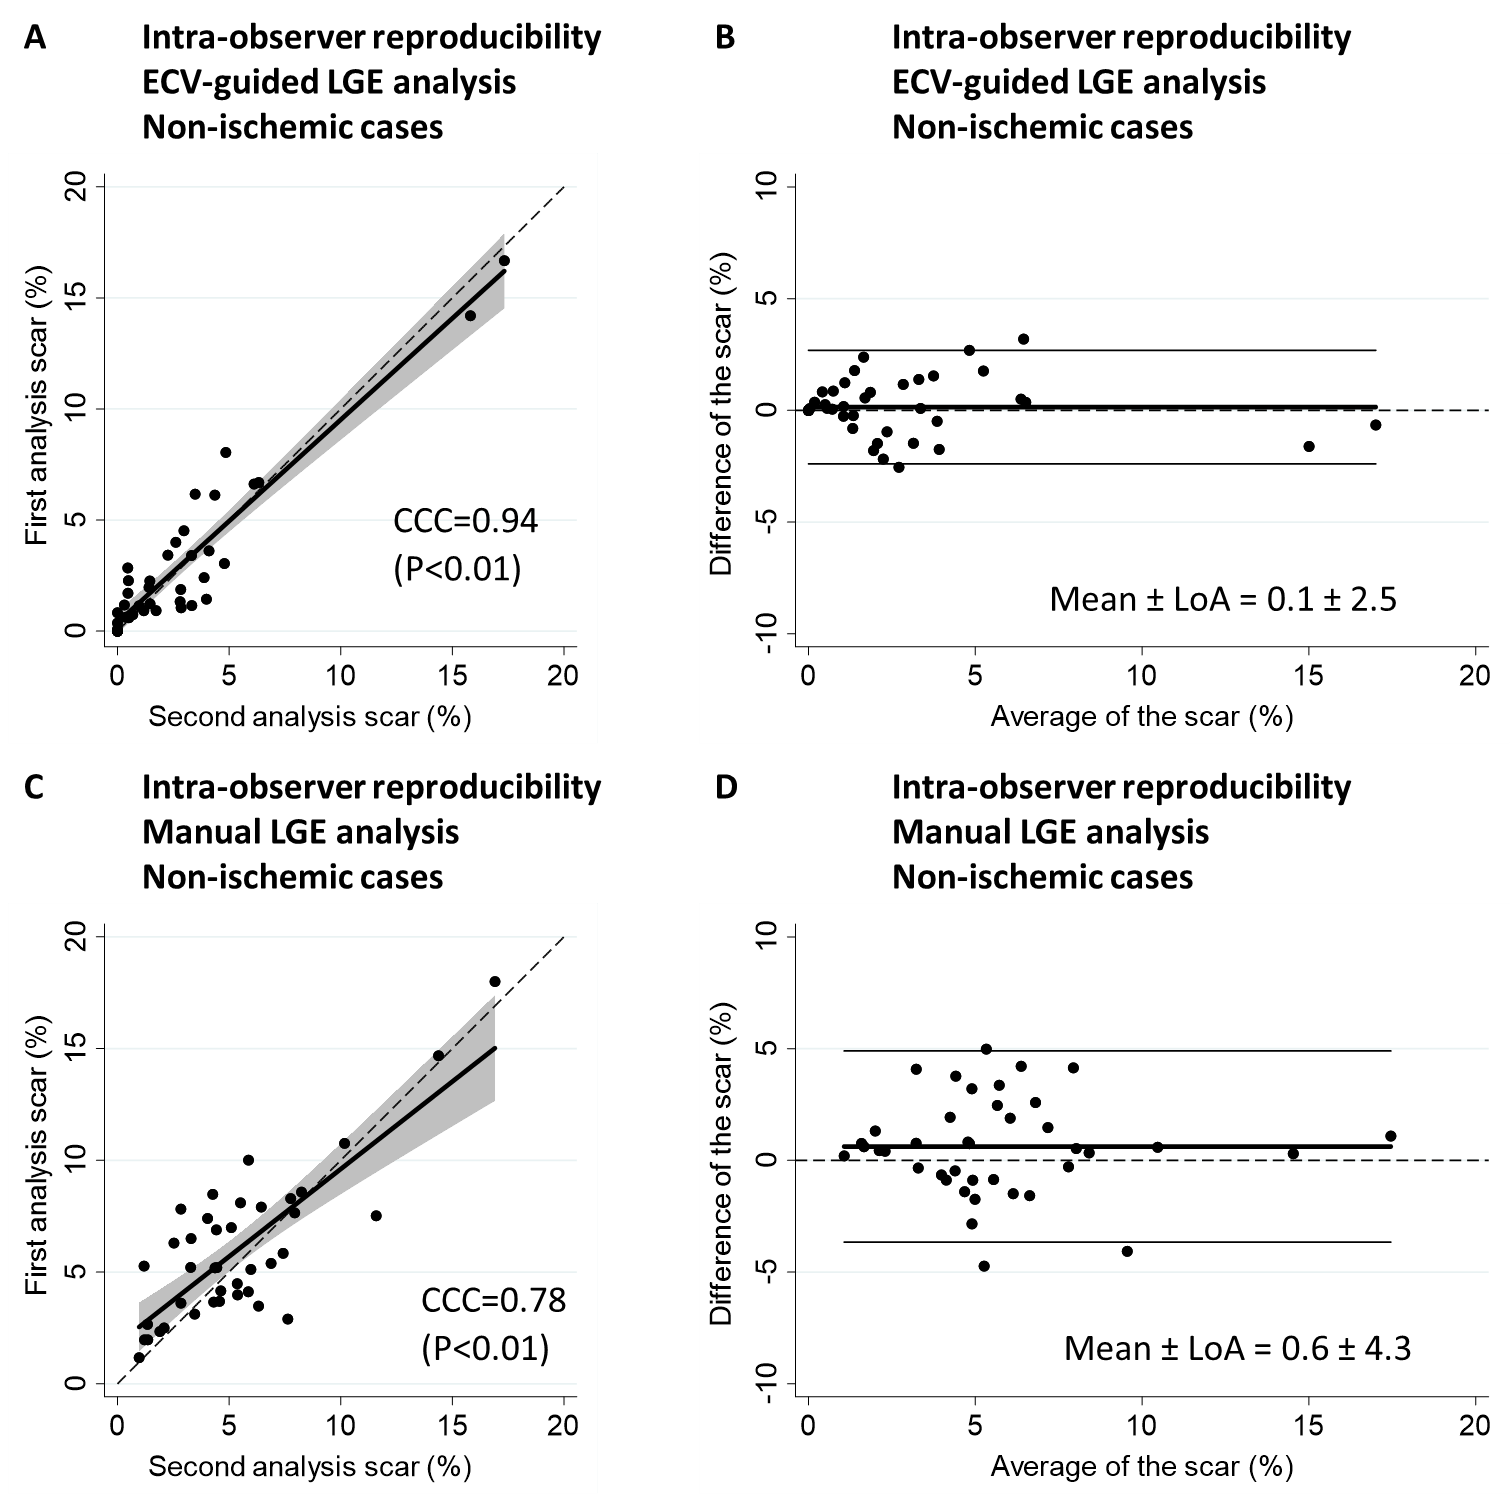 A
Intra-observer reproducibility
ECV-guided LGE analysis
Non-ischemic cases
First analysis scar (%)
20
15
10
5
0
CCC=0.94
(P<0.01)
0 5 10 15 20
Second analysis scar (%)
B
Intra-observer reproducibility
ECV-guided LGE analysis
Non-ischemic cases
Difference of the scar (%)
10
5
0
-5
-10
Mean ± LoA = 0.1 ± 2.5
0 5 10 15 20
Average of the scar (%)
C
Intra-observer reproducibility
Manual LGE analysis
Non-ischemic cases
First analysis scar (%)
20
15
10
5
0
CCC=0.78
(P<0.01)
0 5 10 15 20
Second analysis scar (%)
D
Intra-observer reproducibility
Manual LGE analysis
Non-ischemic cases
Difference of the scar (%)
10
5
0
-5
-10
Mean ± LoA = 0.6 ± 4.3
0 5 10 15 20
Average of the scar (%)